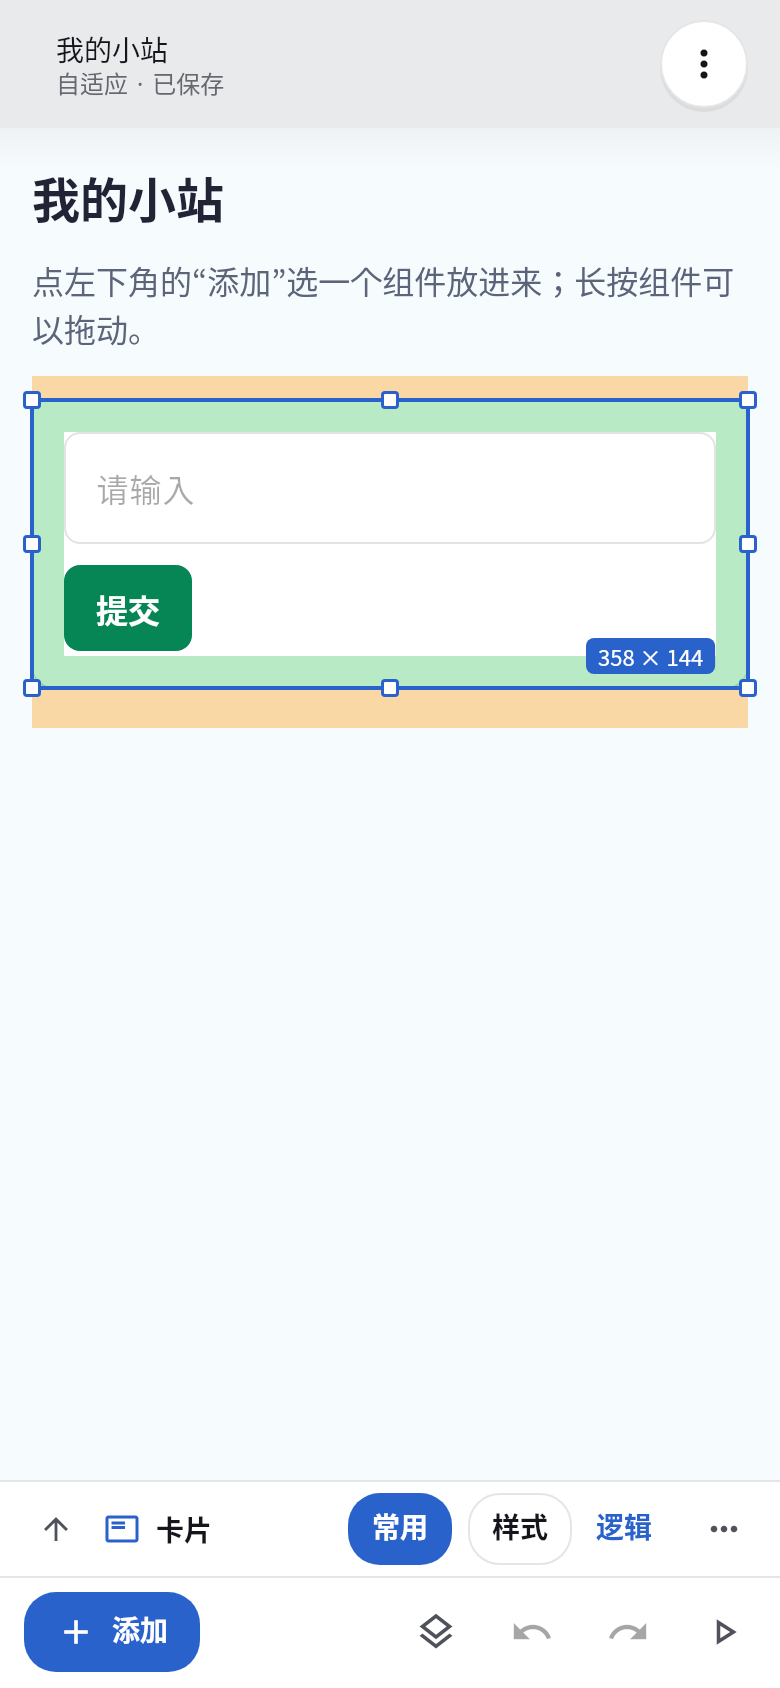 我的小站
自适应 · 已保存
我的小站
点左下角的“添加”选一个组件放进来；长按组件可
以拖动。
请输入
提交
358 × 144
卡片
常用
样式
逻辑
添加